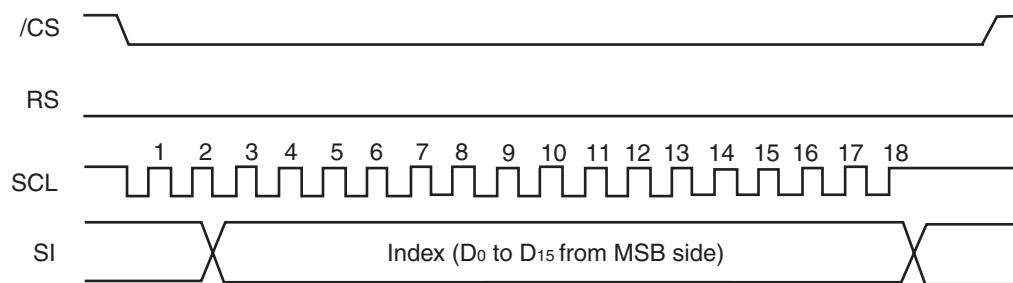 /CS
RS
1 2 3 4 5 6 7 8 9 10 11 12 13 14 15 16 17 18
SCL
SI
Index (D0 to D15 from MSB side)